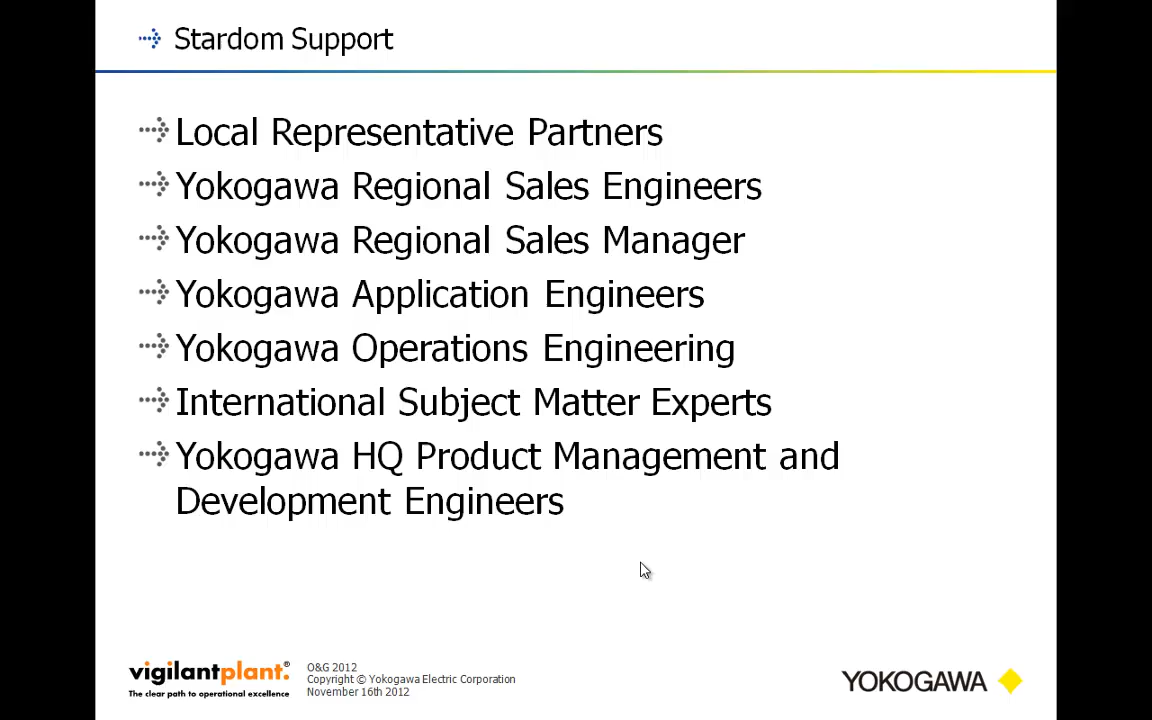 Stardom Support
Local Representative Partners
Yokogawa Regional Sales Engineers
Yokogawa Regional Sales Manager
Yokogawa Application Engineers
Yokogawa Operations Engineering
International Subject Matter Experts
Yokogawa HQ Product Management and
Development Engineers
vigilantplant.®
The clear path to operational excellence
O&G 2012
Copyright © Yokogawa Electric Corporation
November 16th 2012
YOKOGAWA